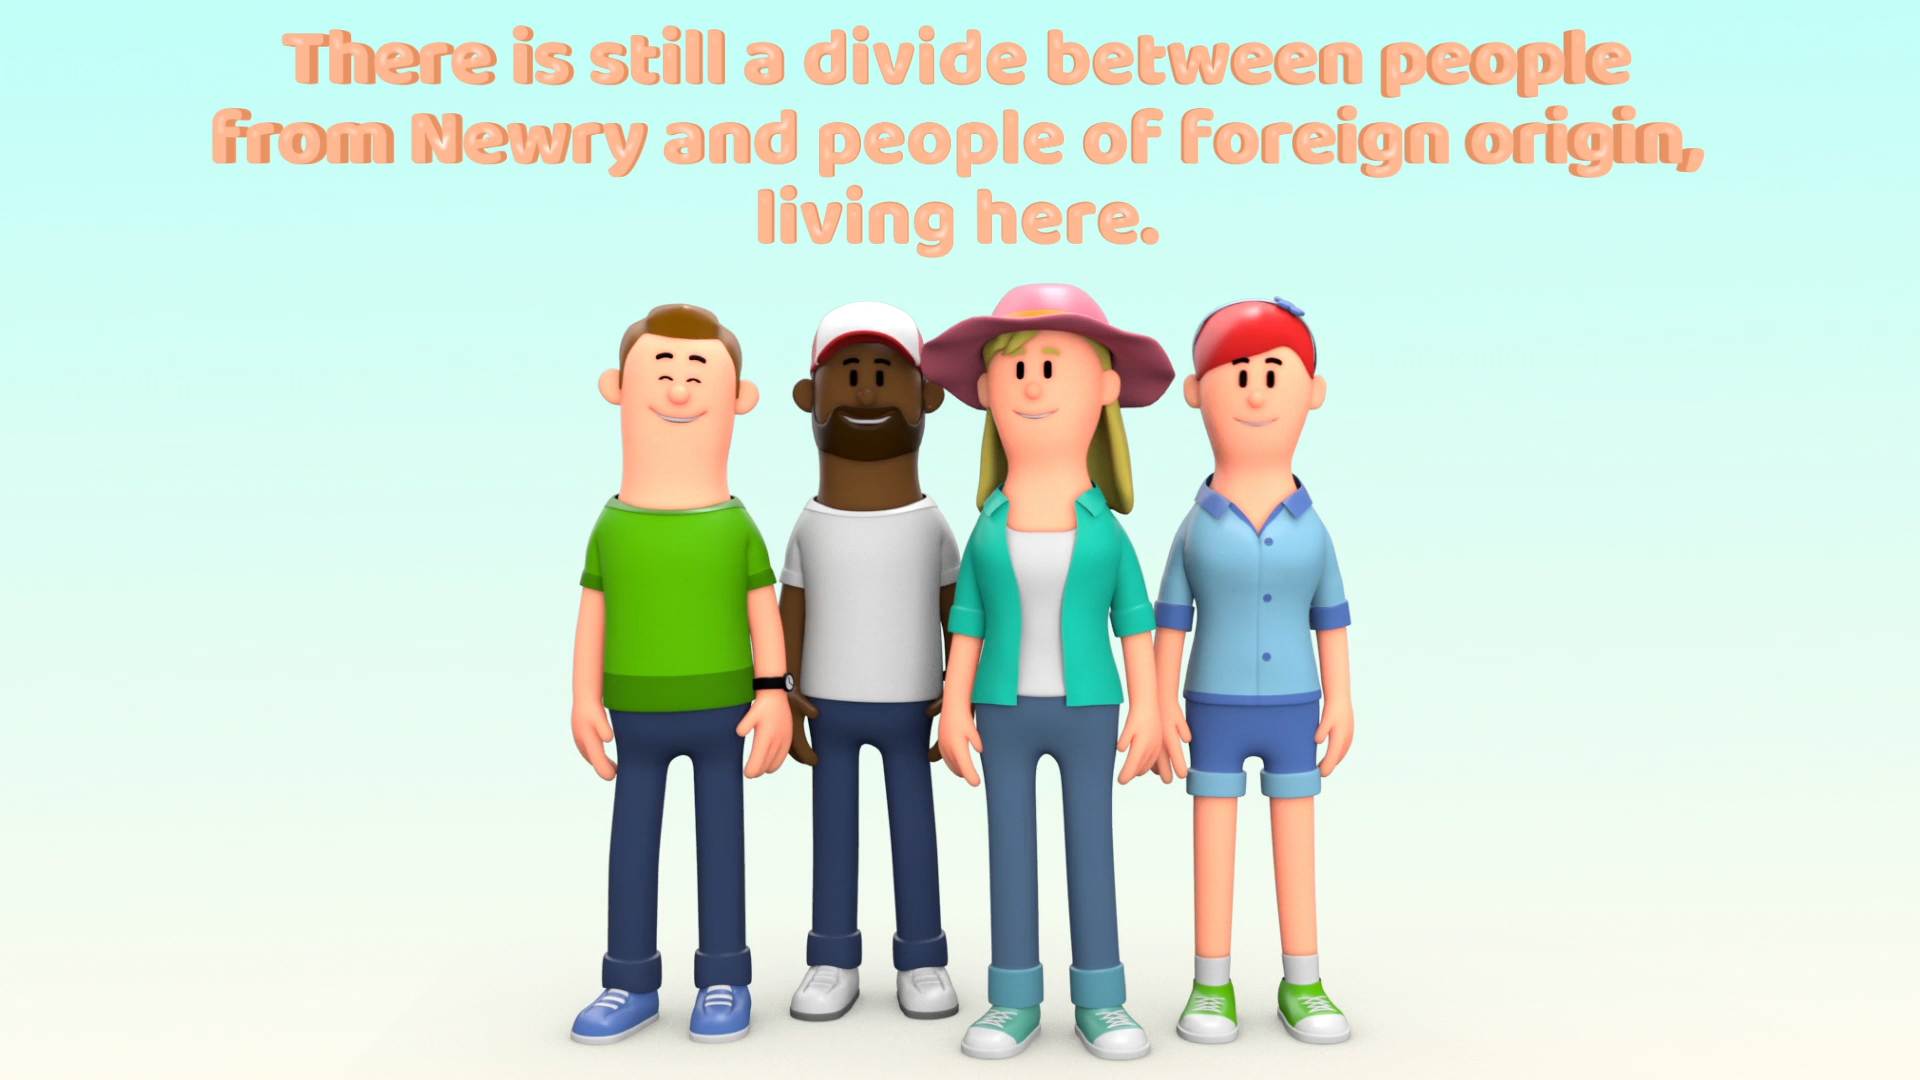 There is still a divide between people
from Newry and people of foreign origin,
living here.